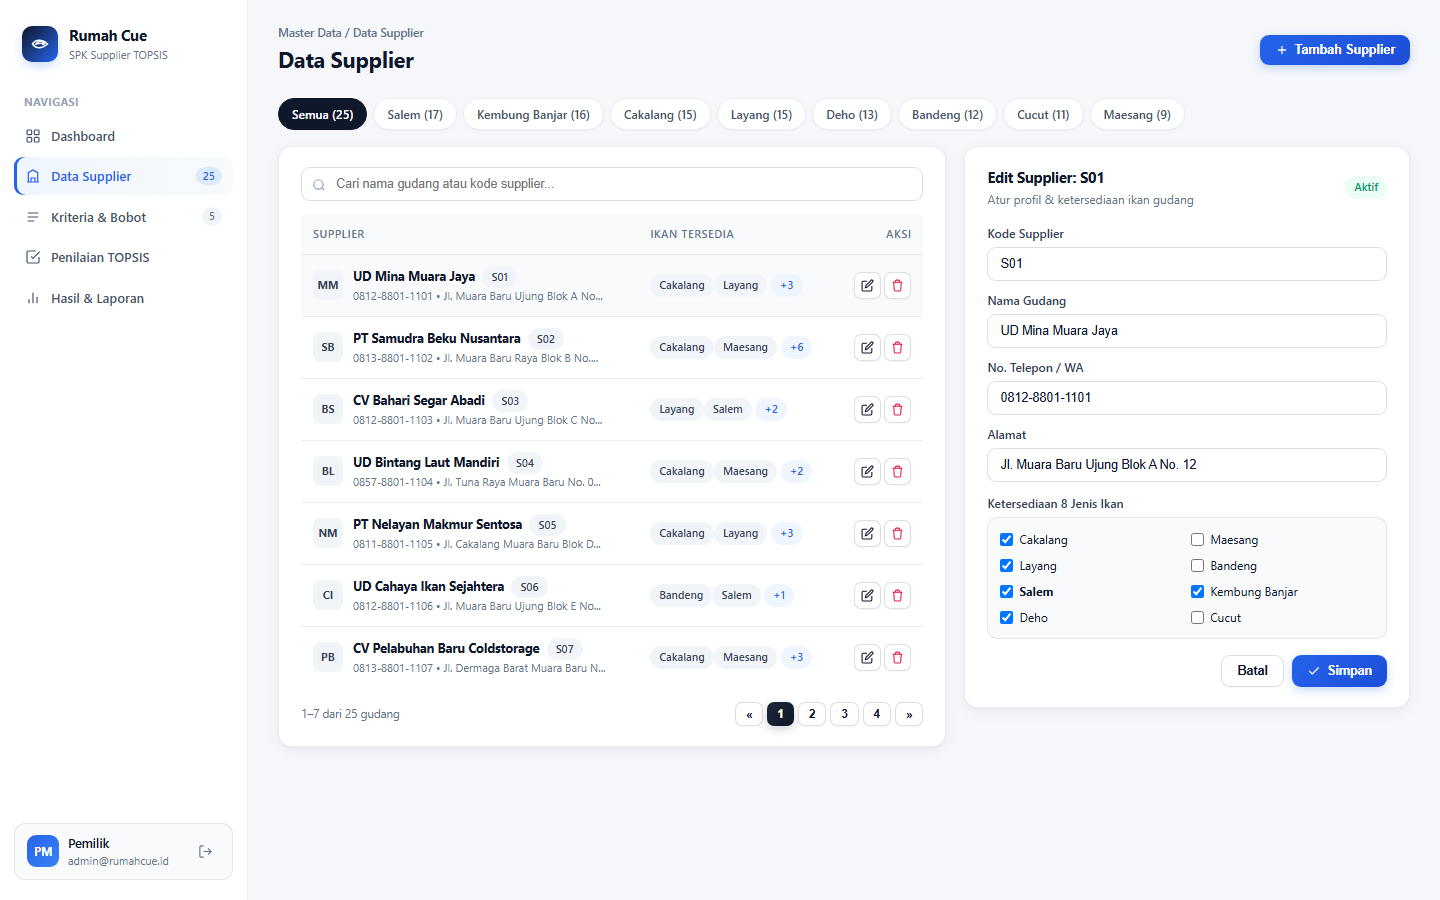 Rumah Cue
SPK Supplier TOPSIS
NAVIGASI
Dashboard
Data Supplier 25
Kriteria & Bobot 5
Penilaian TOPSIS
Hasil & Laporan
PM
Pemilik
admin@rumahcue.id
Master Data / Data Supplier
Data Supplier
+ Tambah Supplier
Semua (25) Salem (17) Kembung Banjar (16) Cakalang (15) Layang (15) Deho (13) Bandeng (12) Cucut (11) Maesang (9)
Cari nama gudang atau kode supplier...
SUPPLIER IKAN TERSEDIA AKSI
MM UD Mina Muara Jaya S01
0812-8801-1101 • Jl. Muara Baru Ujung Blok A No...
Cakalang Layang +3
SB PT Samudra Beku Nusantara S02
0813-8801-1102 • Jl. Muara Baru Raya Blok B No....
Cakalang Maesang +6
BS CV Bahari Segar Abadi S03
0812-8801-1103 • Jl. Muara Baru Ujung Blok C No...
Layang Salem +2
BL UD Bintang Laut Mandiri S04
0857-8801-1104 • Jl. Tuna Raya Muara Baru No. 0...
Cakalang Maesang +2
NM PT Nelayan Makmur Sentosa S05
0811-8801-1105 • Jl. Cakalang Muara Baru Blok D...
Cakalang Layang +3
CI UD Cahaya Ikan Sejahtera S06
0812-8801-1106 • Jl. Muara Baru Ujung Blok E No...
Bandeng Salem +1
PB CV Pelabuhan Baru Coldstorage S07
0813-8801-1107 • Jl. Dermaga Barat Muara Baru N...
Cakalang Maesang +3
1–7 dari 25 gudang
« 1 2 3 4 »
Edit Supplier: S01
Atur profil & ketersediaan ikan gudang
Aktif
Kode Supplier
S01
Nama Gudang
UD Mina Muara Jaya
No. Telepon / WA
0812-8801-1101
Alamat
Jl. Muara Baru Ujung Blok A No. 12
Ketersediaan 8 Jenis Ikan
Cakalang Maesang
Layang Bandeng
Salem Kembung Banjar
Deho Cucut
Batal Simpan